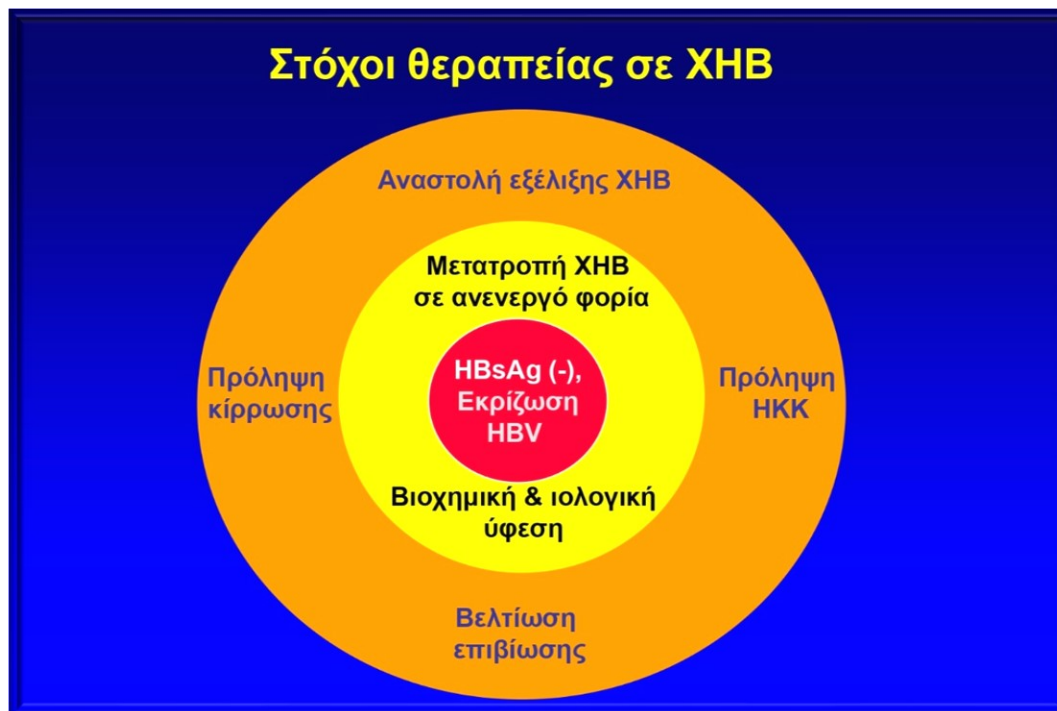 Στόχοι θεραπείας σε ΧΗΒ
Αναστολή εξέλιξης ΧΗΒ
Μετατροπή ΧΗΒ
σε ανενεργό φορία
Πρόληψη
κίρρωσης
HBsAg (-),
Εκρίζωση
HBV
Πρόληψη
ΗΚΚ
Βιοχημική & ιολογική
ύφεση
Βελτίωση
επιβίωσης